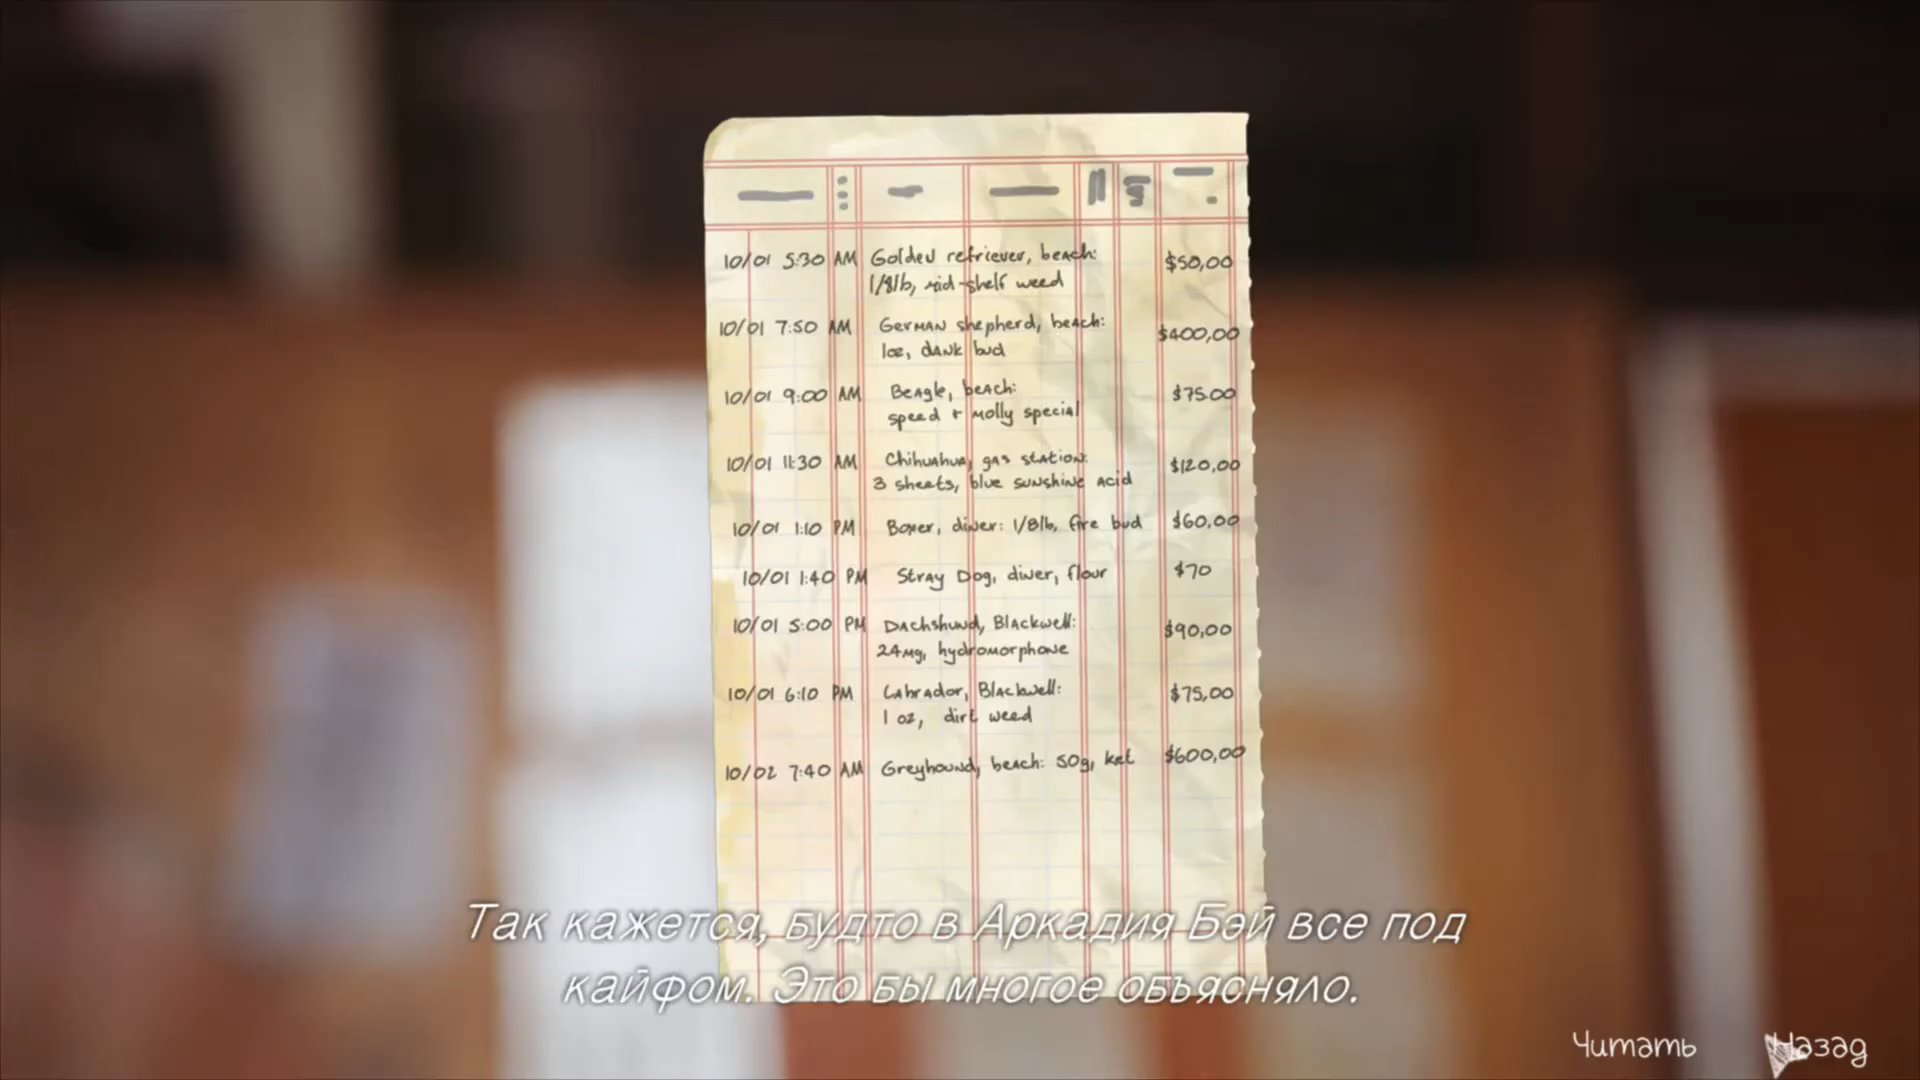 10/01 5:30 AM Golden retriever, beach: $50,00
1/8lb, mid-shelf weed
10/01 7:50 AM German shepherd, beach: $400,00
1oz, dank bud
10/01 9:00 AM Beagle, beach: $75.00
speed + Molly special
10/01 11:30 AM Chihuahua, gas station: $120,00
3 sheets, blue sunshine acid
10/01 1:10 PM Boxer, diner: 1/8lb, fire bud $60,00
10/01 1:40 PM Stray Dog, diner, flour $70
10/01 5:00 PM Dachshund, Blackwell: $90,00
24mg, hydromorphone
10/01 6:10 PM Labrador, Blackwell: $75,00
1 oz, dirt weed
10/02 7:40 AM Greyhound, beach: 50g, ket $600,00
Так кажется, будто в Аркадия Бэй все под
кайфом. Это бы многое объясняло.
Читать Назад